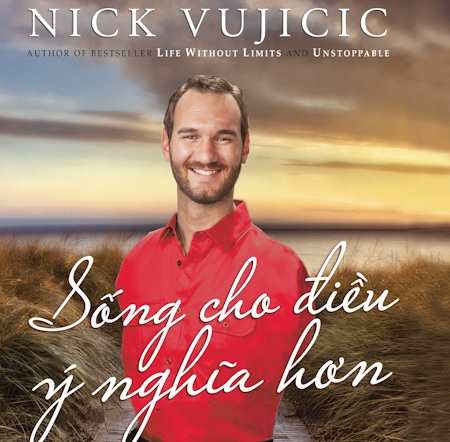 NICK VUJICIC
AUTHOR OF BESTSELLER LIFE WITHOUT LIMITS AND UNSTOPPABLE
Sống cho điều
ý nghĩa hơn